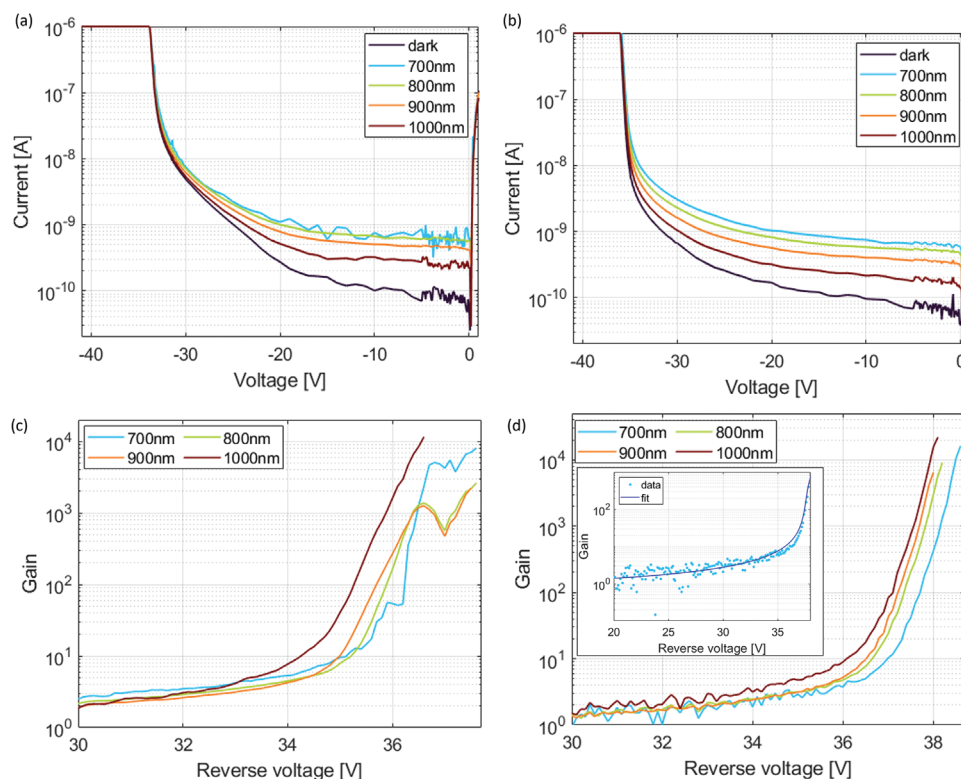 (a)
10^-6
10^-7
10^-8
10^-9
10^-10
Current [A]
-40
-30
-20
-10
0
Voltage [V]
dark
700nm
800nm
900nm
1000nm
(b)
10^-6
10^-7
10^-8
10^-9
10^-10
Current [A]
-40
-30
-20
-10
0
Voltage [V]
dark
700nm
800nm
900nm
1000nm
(c)
700nm 800nm
900nm 1000nm
10^4
10^3
10^2
10^1
10^0
Gain
30
32
34
36
Reverse voltage [V]
(d)
700nm 800nm
900nm 1000nm
10^4
10^3
10^2
10^1
10^0
Gain
30
32
34
36
38
Reverse voltage [V]
data
fit
10^2
10^0
Gain
20
25
30
35
Reverse voltage [V]